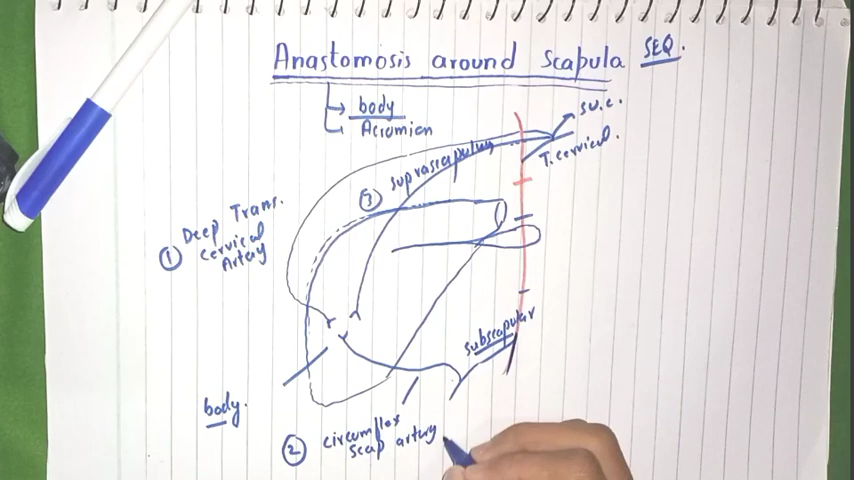 Anastomosis around scapula SEQ.
body
Acromion
SU.C.
T. cervical.
③ suprascapular
① Deep Trans.
cervical
Artery
subscapular
body.
② circumflex
scap artery